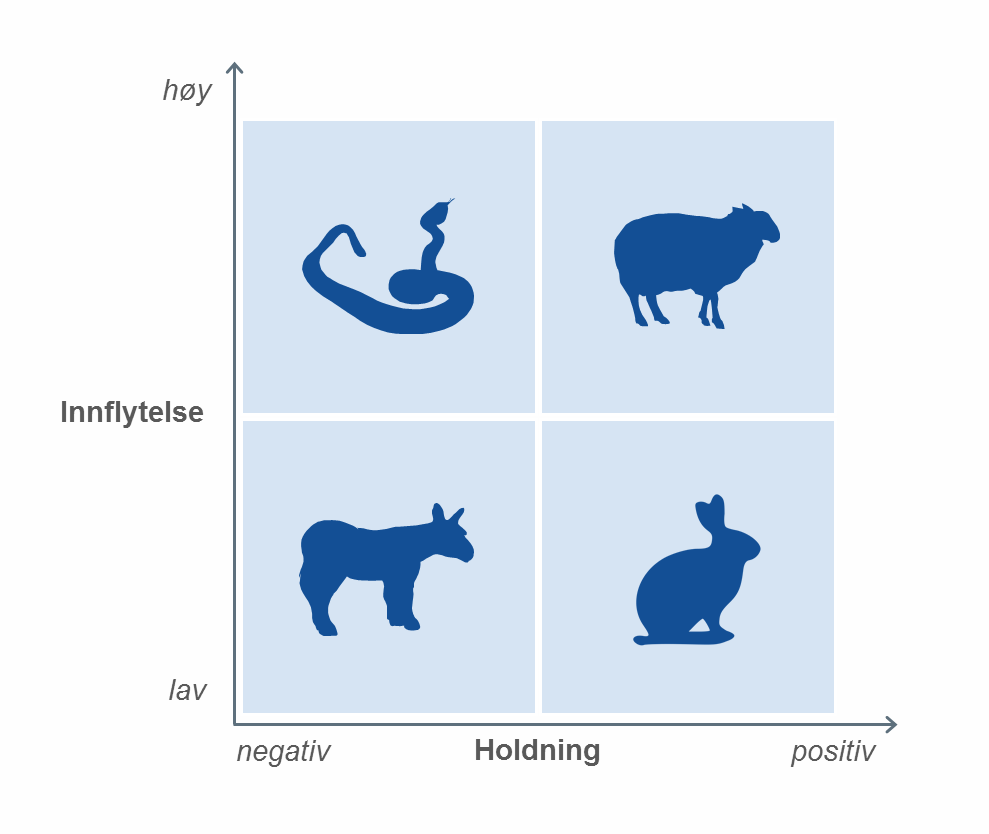 høy
Innflytelse
lav
negativ
Holdning
positiv